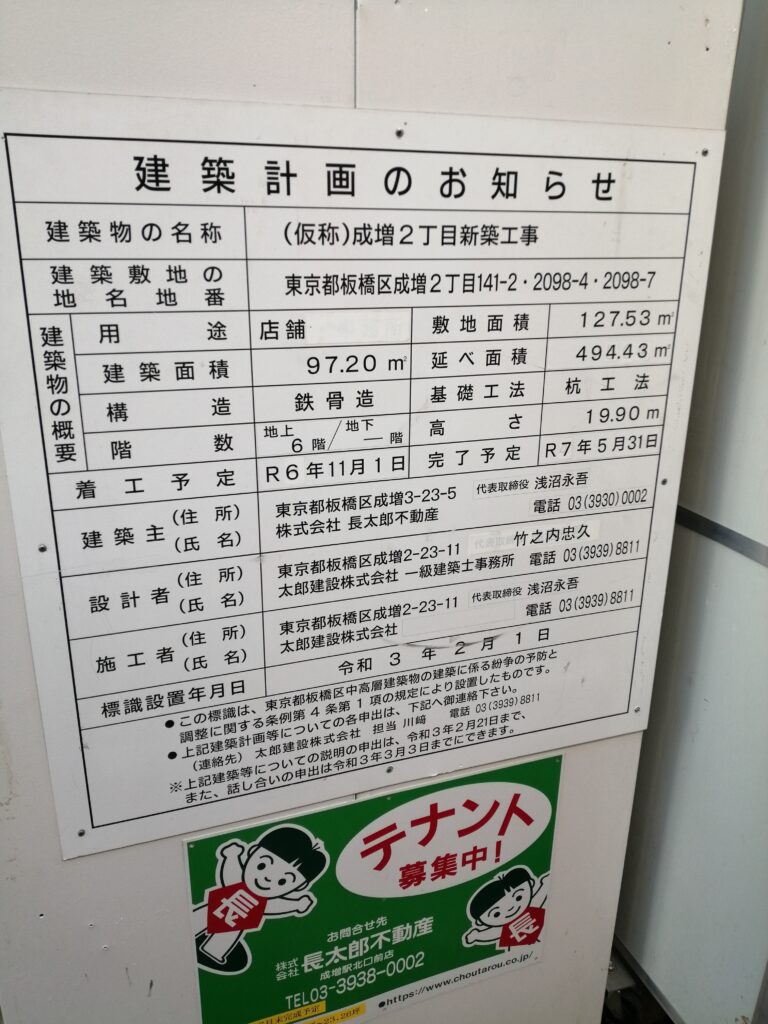 建築計画のお知らせ
建築物の名称 (仮称)成増2丁目新築工事
建築敷地の地名地番 東京都板橋区成増2丁目141-2・2098-4・2098-7
建築物の概要
用途 店舗 敷地面積 127.53㎡
建築面積 97.20㎡ 延べ面積 494.43㎡
構造 鉄骨造 基礎工法 杭工法
階数 地上6階/地下―階 高さ 19.90m
着工予定 R6年11月1日 完了予定 R7年5月31日
建築主 (住所) 東京都板橋区成増3-23-5 代表取締役 浅沼永吾
(氏名) 株式会社 長太郎不動産 電話 03(3930)0002
設計者 (住所) 東京都板橋区成増2-23-11 竹之内忠久
(氏名) 太郎建設株式会社 一級建築士事務所 電話 03(3939)8811
施工者 (住所) 東京都板橋区成増2-23-11 代表取締役 浅沼永吾
(氏名) 太郎建設株式会社 電話 03(3939)8811
標識設置年月日 令和3年2月1日
●この標識は、東京都板橋区中高層建築物の建築に係る紛争の予防と
調整に関する条例第4条第1項の規定により設置したものです。
●上記建築計画等についての各申出は、下記へ御連絡下さい。
(連絡先) 太郎建設株式会社 担当 川﨑 電話 03(3939)8811
※上記建築等についての説明の申出は、令和3年2月21日まで、
また、話し合いの申出は令和3年3月3日までにできます。
テナント
募集中!
長
長
お問合せ先
株式会社 長太郎不動産
成増駅北口前店
TEL03-3938-0002
●https://www.choutarou.co.jp/
月末完成予定